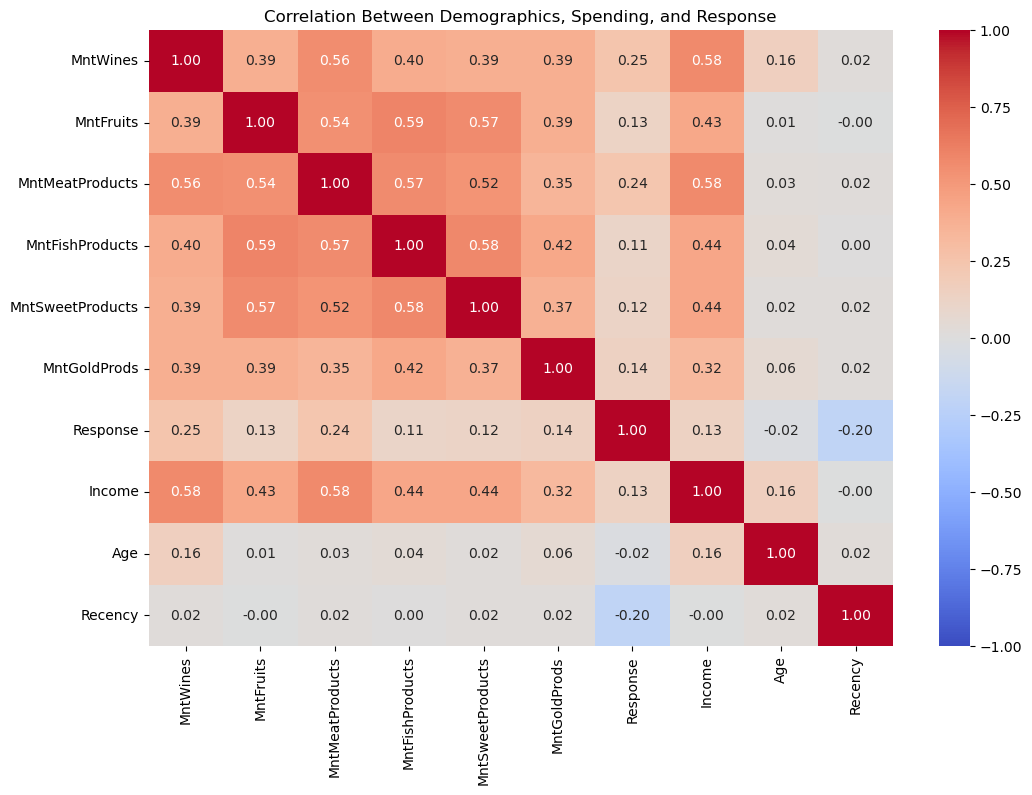 Correlation Between Demographics, Spending, and Response
MntWines 1.00 0.39 0.56 0.40 0.39 0.39 0.25 0.58 0.16 0.02
MntFruits 0.39 1.00 0.54 0.59 0.57 0.39 0.13 0.43 0.01 -0.00
MntMeatProducts 0.56 0.54 1.00 0.57 0.52 0.35 0.24 0.58 0.03 0.02
MntFishProducts 0.40 0.59 0.57 1.00 0.58 0.42 0.11 0.44 0.04 0.00
MntSweetProducts 0.39 0.57 0.52 0.58 1.00 0.37 0.12 0.44 0.02 0.02
MntGoldProds 0.39 0.39 0.35 0.42 0.37 1.00 0.14 0.32 0.06 0.02
Response 0.25 0.13 0.24 0.11 0.12 0.14 1.00 0.13 -0.02 -0.20
Income 0.58 0.43 0.58 0.44 0.44 0.32 0.13 1.00 0.16 -0.00
Age 0.16 0.01 0.03 0.04 0.02 0.06 -0.02 0.16 1.00 0.02
Recency 0.02 -0.00 0.02 0.00 0.02 0.02 -0.20 -0.00 0.02 1.00
MntWines
MntFruits
MntMeatProducts
MntFishProducts
MntSweetProducts
MntGoldProds
Response
Income
Age
Recency
1.00
0.75
0.50
0.25
0.00
−0.25
−0.50
−0.75
−1.00